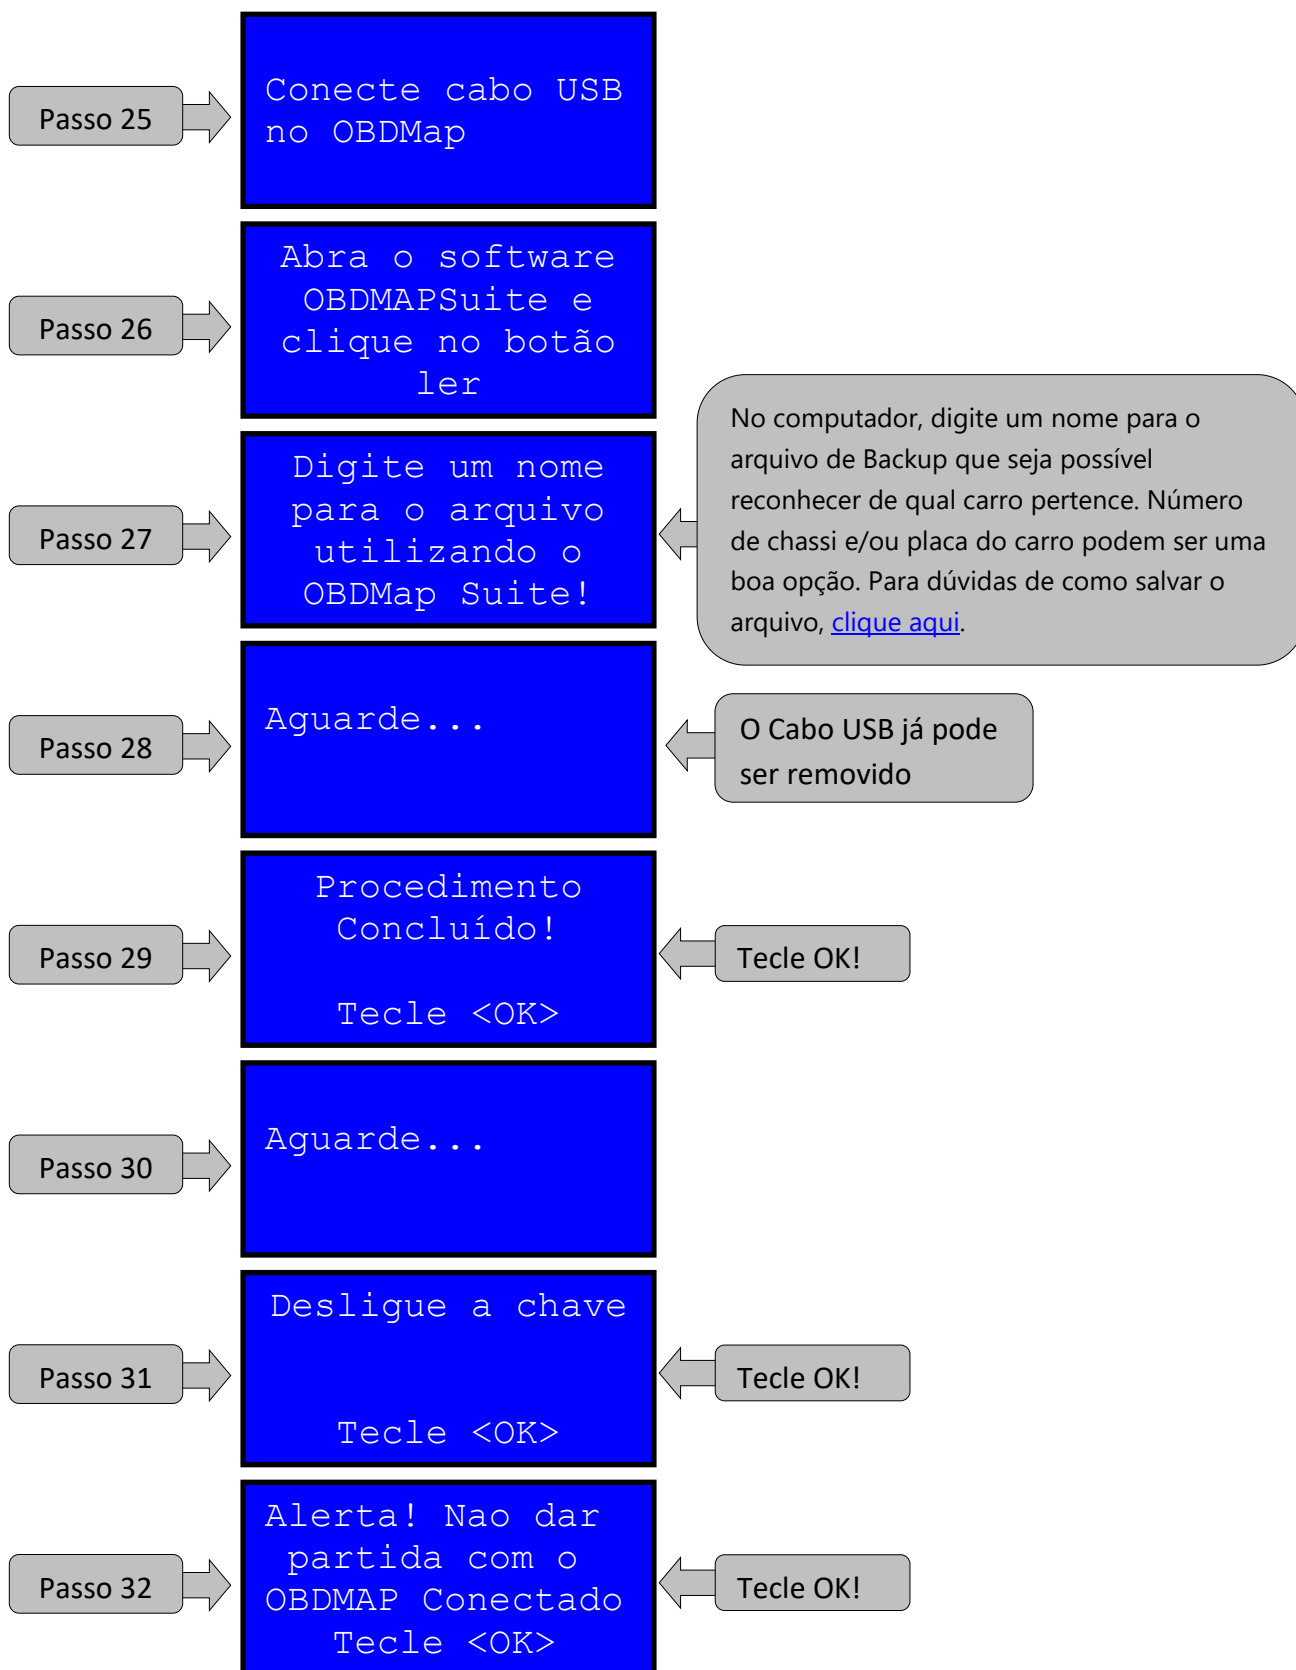 Passo 25
Conecte cabo USB
no OBDMap
Passo 26
Abra o software
OBDMAPSuite e
clique no botão
ler
Passo 27
Digite um nome
para o arquivo
utilizando o
OBDMap Suite!
No computador, digite um nome para o
arquivo de Backup que seja possível
reconhecer de qual carro pertence. Número
de chassi e/ou placa do carro podem ser uma
boa opção. Para dúvidas de como salvar o
arquivo, clique aqui.
Passo 28
Aguarde...
O Cabo USB já pode
ser removido
Passo 29
Procedimento
Concluído!
Tecle <OK>
Tecle OK!
Passo 30
Aguarde...
Passo 31
Desligue a chave
Tecle <OK>
Tecle OK!
Passo 32
Alerta! Nao dar
partida com o
OBDMAP Conectado
Tecle <OK>
Tecle OK!